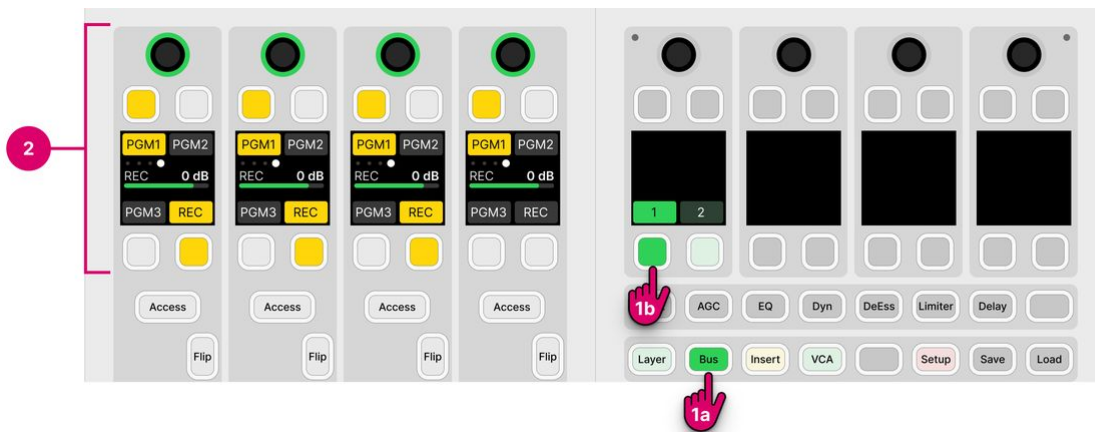 2
PGM1 PGM2
REC 0 dB
PGM3 REC
Access
Flip
PGM1 PGM2
REC 0 dB
PGM3 REC
Access
Flip
PGM1 PGM2
REC 0 dB
PGM3 REC
Access
Flip
PGM1 PGM2
REC 0 dB
PGM3 REC
Access
Flip
1 2
1b
AGC EQ Dyn DeEss Limiter Delay
Layer Bus Insert VCA Setup Save Load
1a